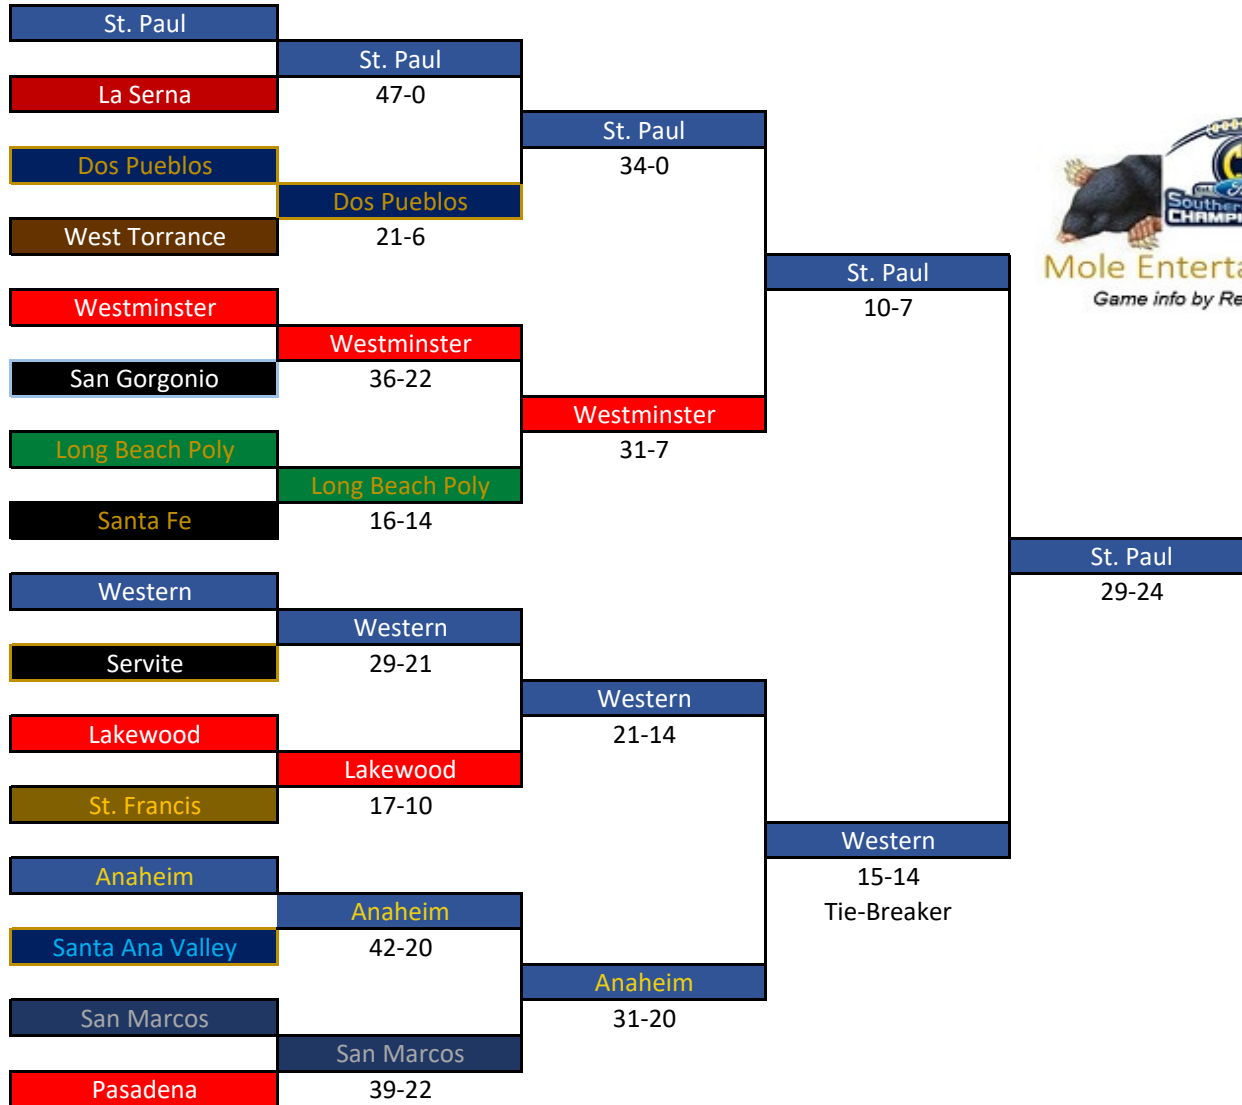 St. Paul
St. Paul
La Serna
47-0
St. Paul
Dos Pueblos
34-0
Dos Pueblos
West Torrance
21-6
St. Paul
Westminster
10-7
Westminster
San Gorgonio
36-22
Westminster
Long Beach Poly
31-7
Long Beach Poly
Santa Fe
16-14
St. Paul
Western
29-24
Western
Servite
29-21
Western
Lakewood
21-14
Lakewood
St. Francis
17-10
Western
Anaheim
15-14
Anaheim
Tie-Breaker
Santa Ana Valley
42-20
Anaheim
San Marcos
31-20
San Marcos
Pasadena
39-22
Mole
Game info by